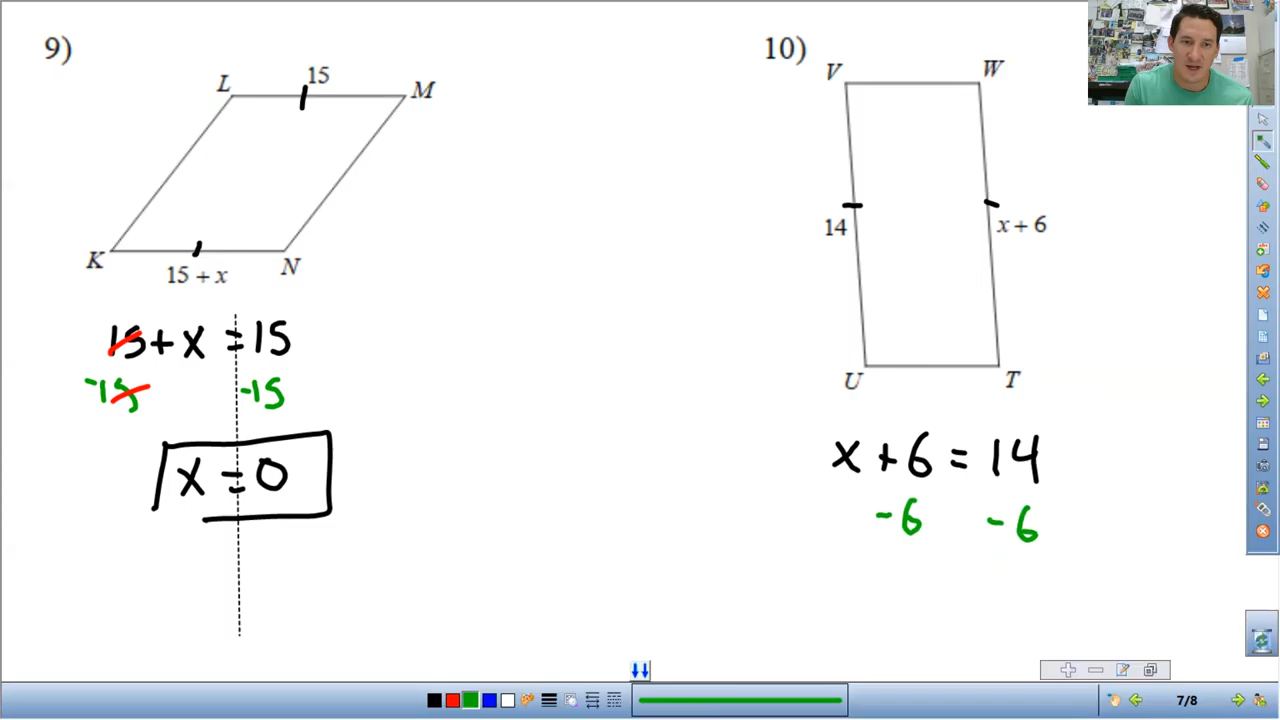 9)
L
15
M
K
15 + x
N
15 + x = 15
-15 -15
x = 0
10)
V
W
14
x + 6
U
T
x + 6 = 14
-6 -6
7/8